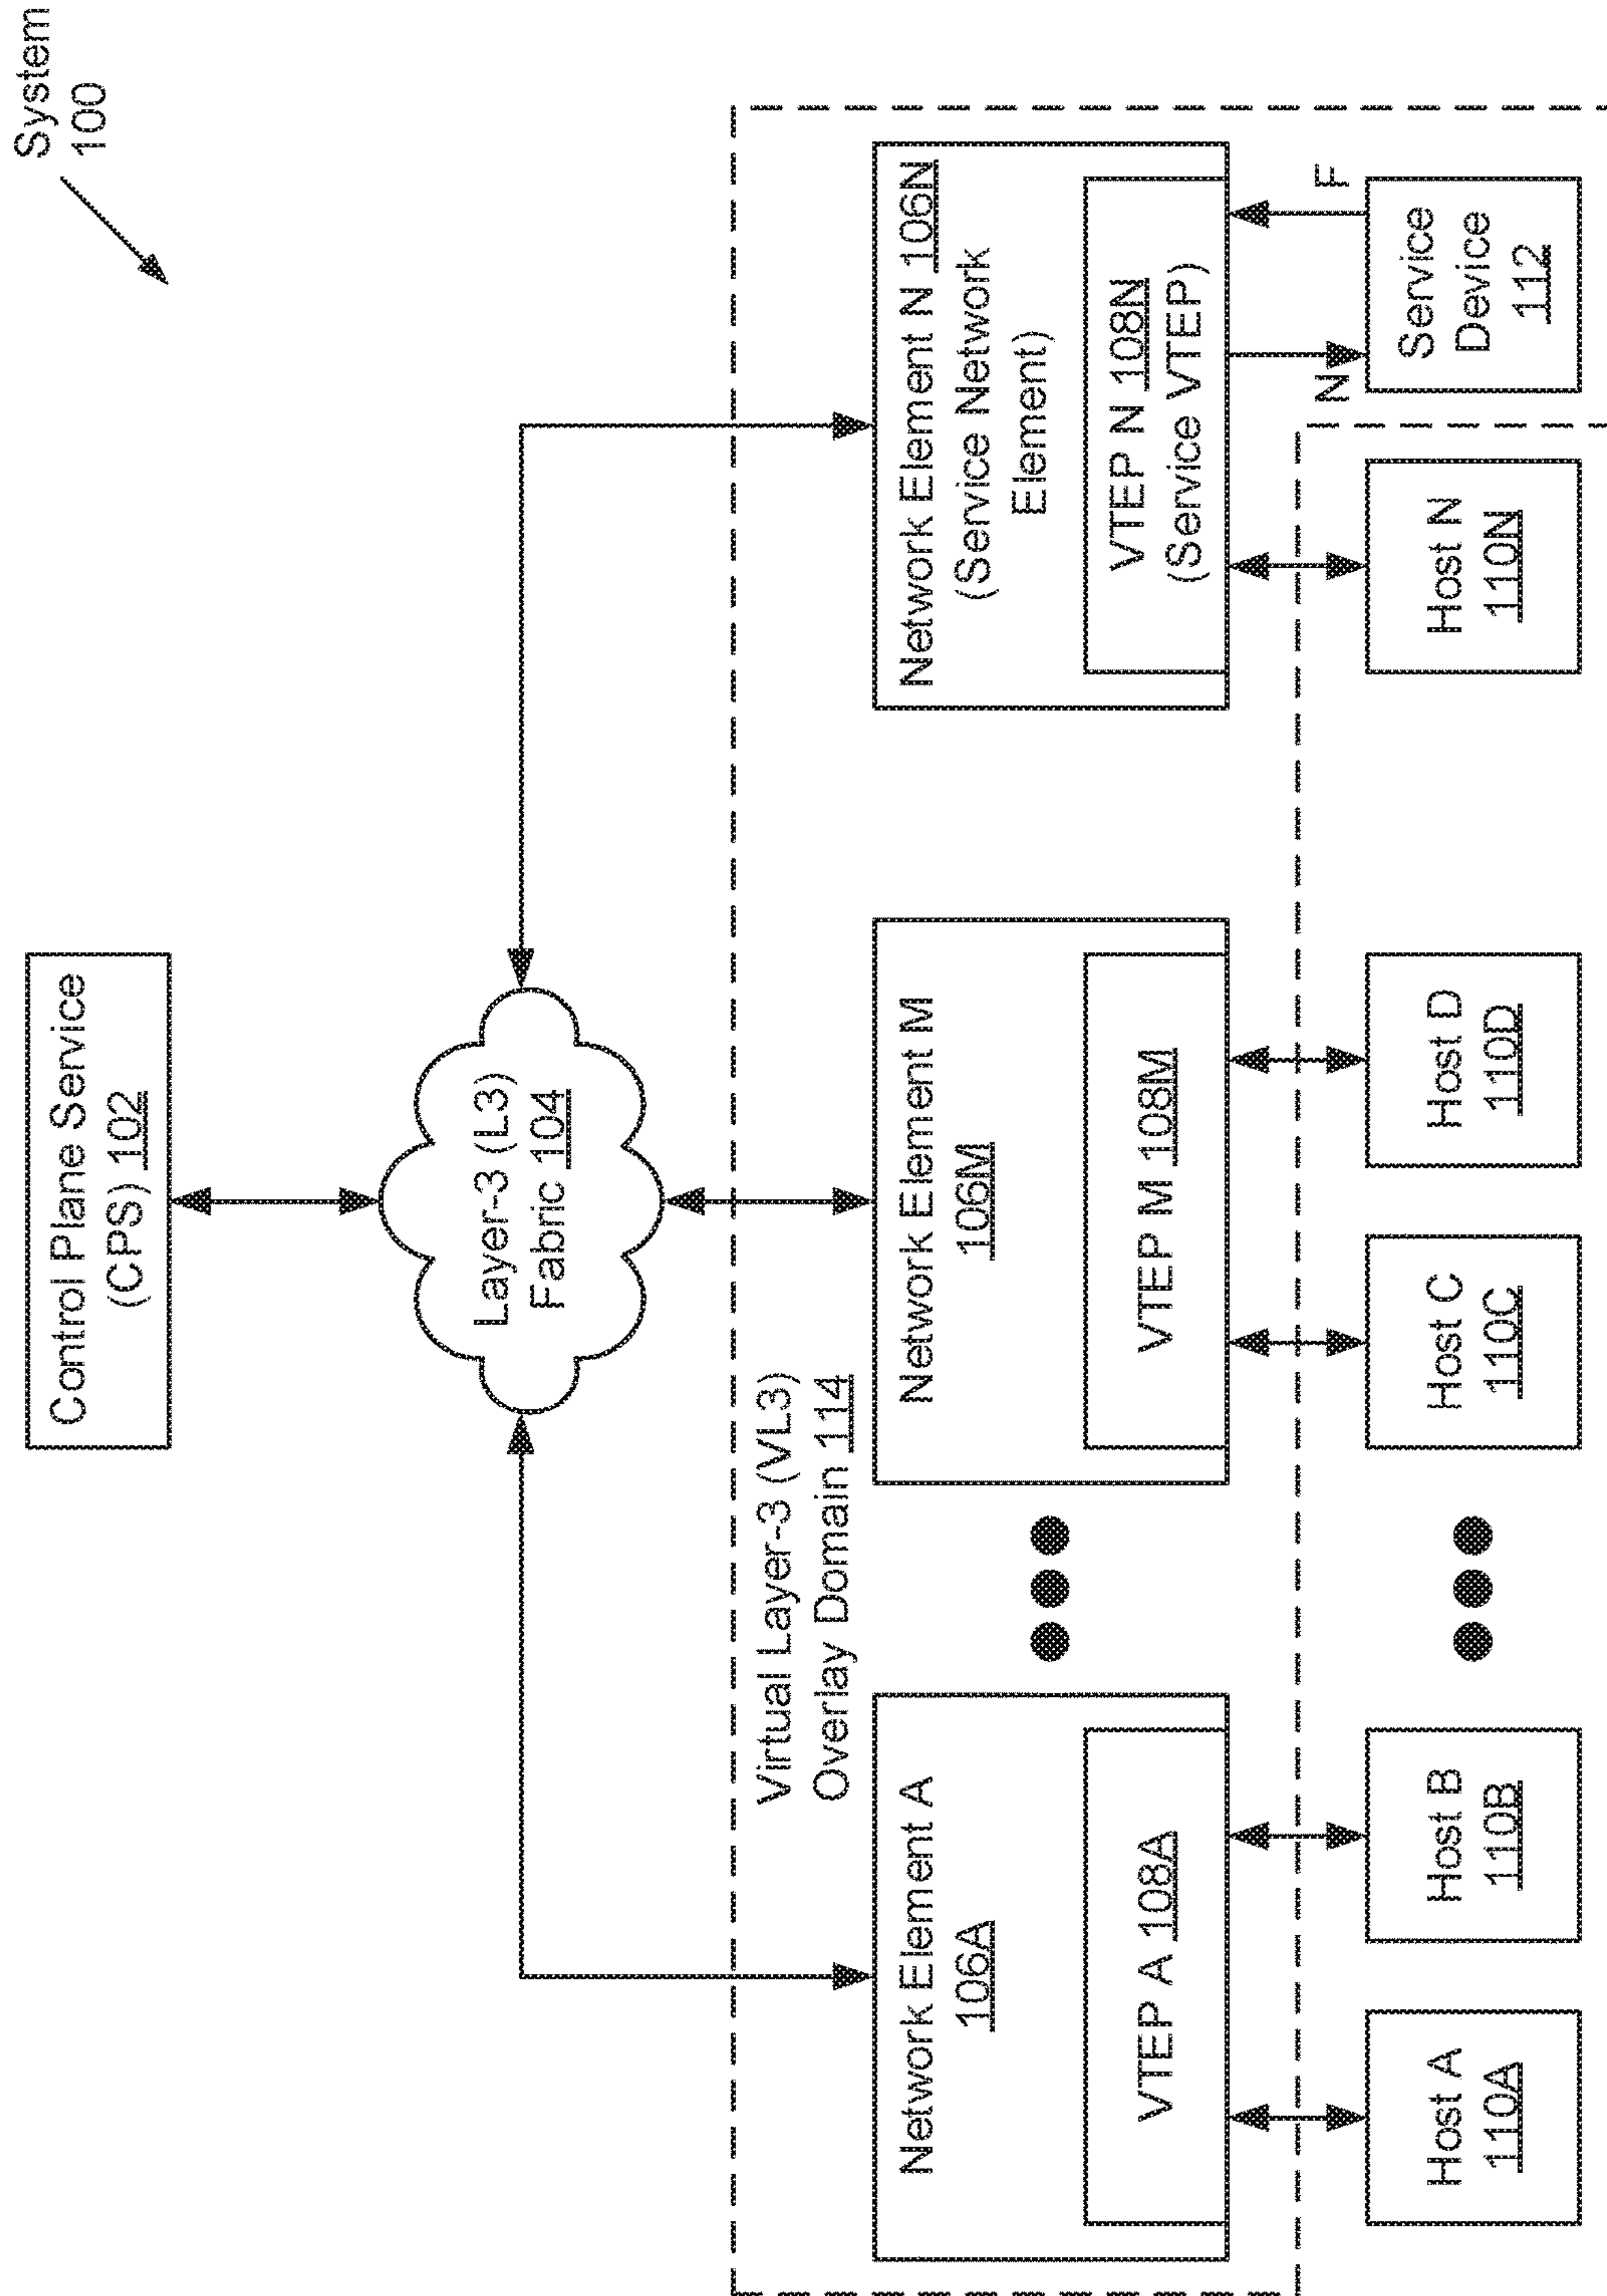 System
100
Control Plane Service
(CPS) 102
Layer-3 (L3)
Fabric 104
Virtual Layer-3 (VL3)
Overlay Domain 114
Network Element A
106A
VTEP A 108A
Network Element M
106M
VTEP M 108M
Network Element N 106N
(Service Network
Element)
VTEP N 108N
(Service VTEP)
N
F
Host A
110A
Host B
110B
Host C
110C
Host D
110D
Host N
110N
Service
Device
112